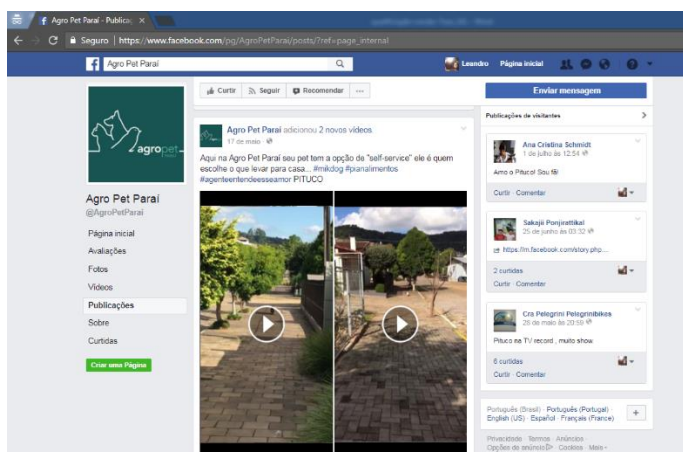 Agro Pet Paraí - Publicaç
Seguro | https://www.facebook.com/pg/AgroPetParai/posts/?ref=page_internal
Agro Pet Paraí
Leandro Página inicial
Curtir Seguir Recomendar ...
Enviar mensagem
agropet
Agro Pet Paraí
@AgroPetParai
Página inicial
Avaliações
Fotos
Vídeos
Publicações
Sobre
Curtidas
Criar uma Página
Agro Pet Paraí adicionou 2 novos vídeos
17 de maio ·
Aqui na Agro Pet Paraí seu pet tem a opção de "self-service" ele é quem
escolhe o que levar para casa... #mikdog #pianalimentos
#agenteentendeesseamor PITUCO
Publicações de visitantes
Ana Cristina Schmidt
1 de julho às 12:54
Amo o Pituco! Sou fã!
Curtir · Comentar
Sakajii Ponjirattikal
25 de junho às 03:32
https://m.facebook.com/story.php...
2 curtidas
Curtir · Comentar
Cra Pelegrini Pelegrinibikes
26 de maio às 20:59
Pituco na TV record , muito show
6 curtidas
Curtir · Comentar
Português (Brasil) · Português (Portugal) ·
English (US) · Español · Français (France)
Privacidade · Termos · Anúncios ·
Opções de anúncio · Cookies · Mais